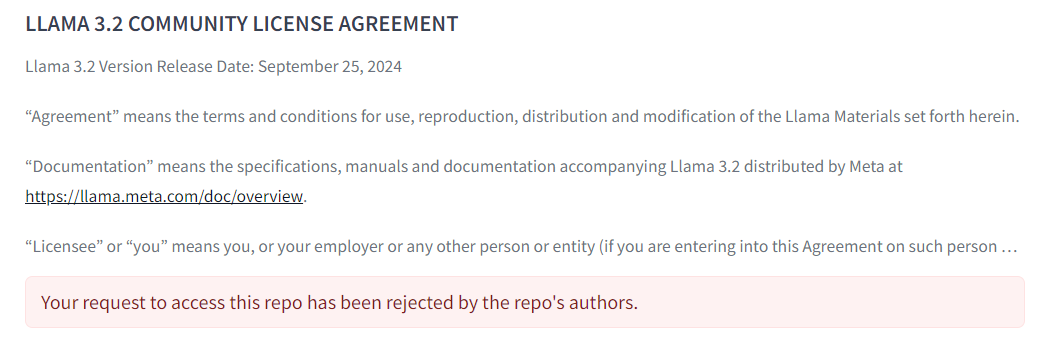 LLAMA 3.2 COMMUNITY LICENSE AGREEMENT
Llama 3.2 Version Release Date: September 25, 2024
“Agreement” means the terms and conditions for use, reproduction, distribution and modification of the Llama Materials set forth herein.
“Documentation” means the specifications, manuals and documentation accompanying Llama 3.2 distributed by Meta at
https://llama.meta.com/doc/overview.
“Licensee” or “you” means you, or your employer or any other person or entity (if you are entering into this Agreement on such person …
Your request to access this repo has been rejected by the repo's authors.